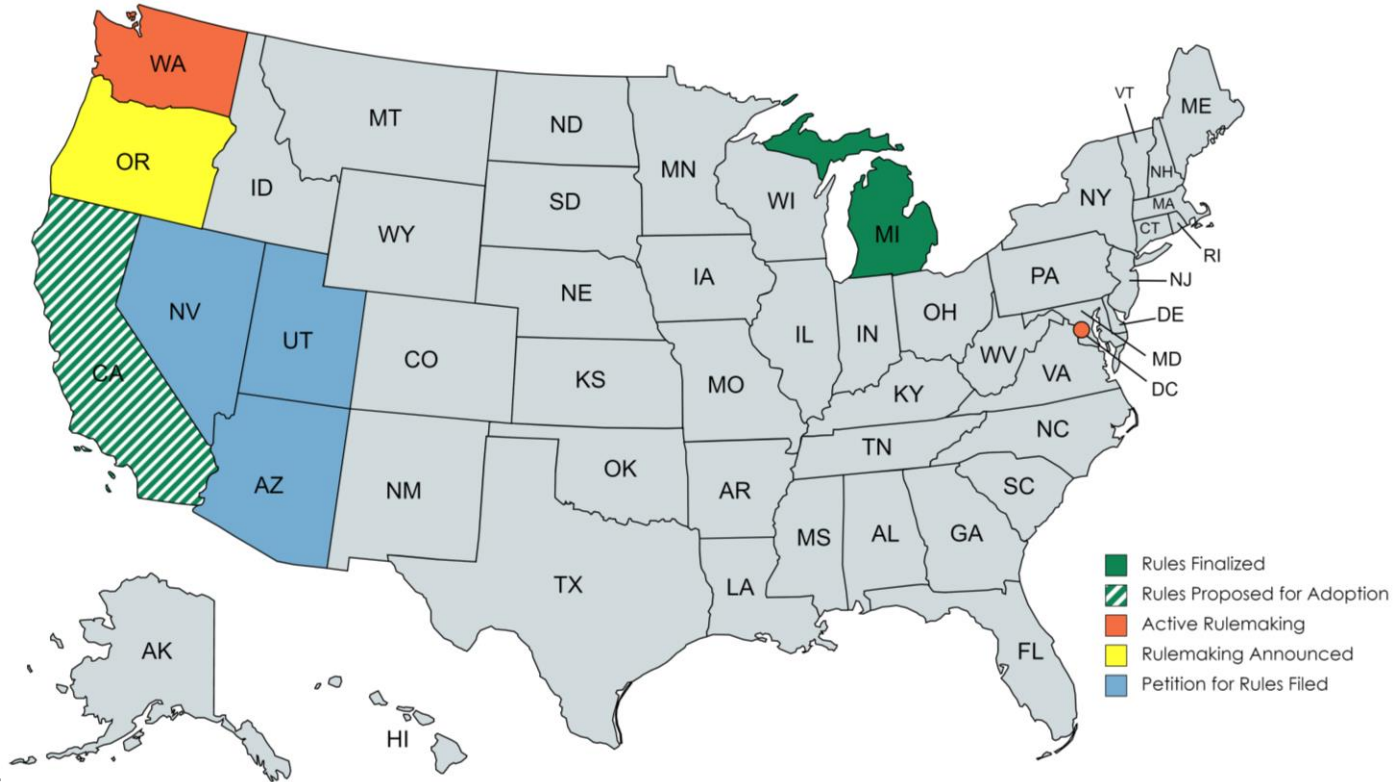 WA
MT
ND
MN
VT
ME
OR
ID
SD
WI
NH
NY
MA
WY
MI
CT
RI
IA
PA
NJ
NV
NE
OH
DE
UT
IL
IN
MD
CO
WV
VA
DC
CA
KS
MO
KY
NC
TN
AZ
NM
OK
AR
SC
MS
AL
GA
TX
LA
Rules Finalized
Rules Proposed for Adoption
Active Rulemaking
AK
FL
Rulemaking Announced
Petition for Rules Filed
HI